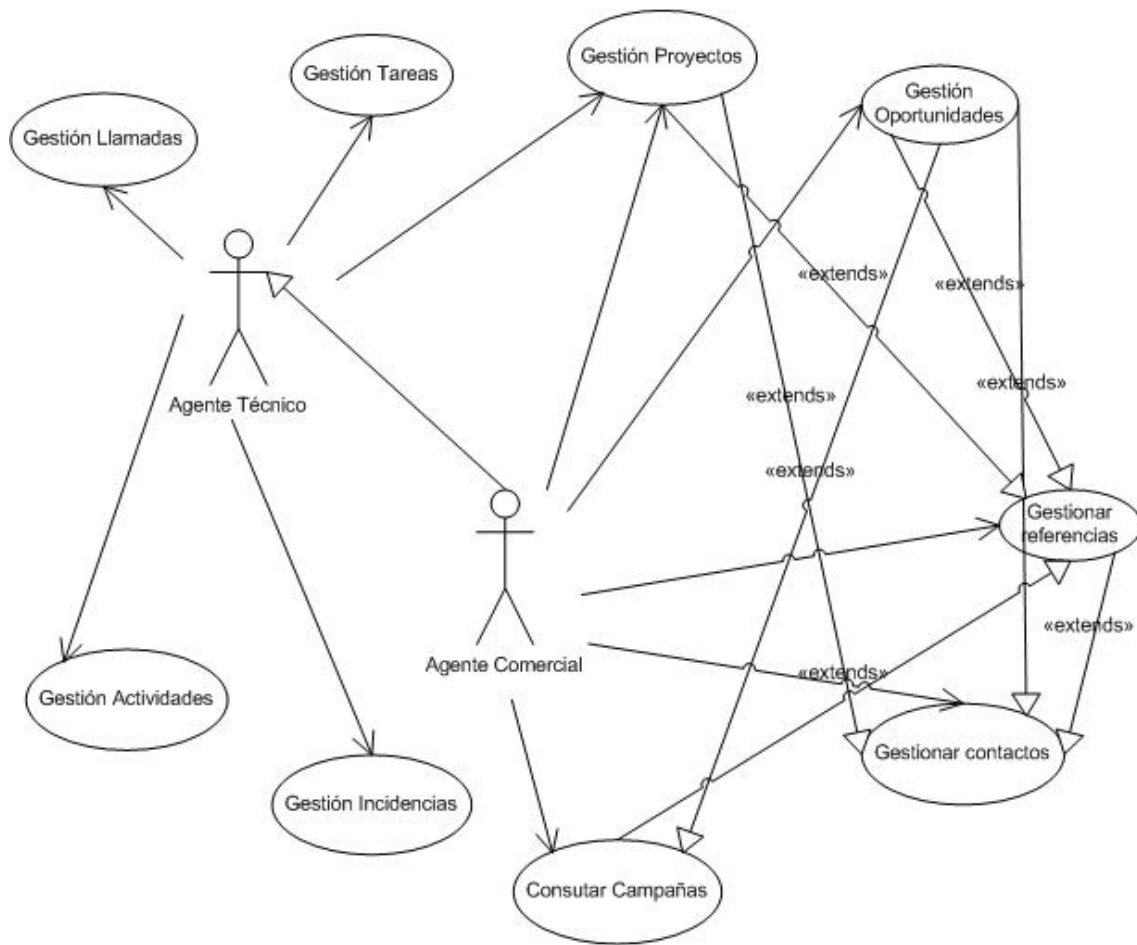 Gestión Proyectos
Gestión Tareas
Gestión
Oportunidades
Gestión Llamadas
«extends»
«extends»
«extends»
«extends»
Agente Técnico
«extends»
Gestionar
referencias
«extends»
Agente Comercial
«extends»
Gestión Actividades
Gestionar contactos
Gestión Incidencias
Consutar Campañas